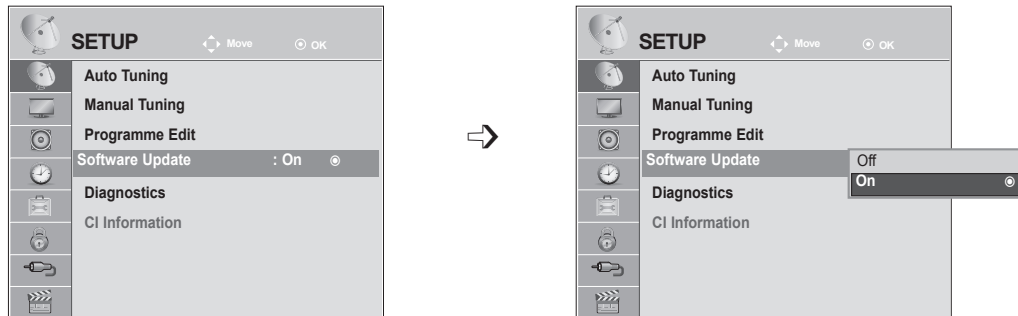 SETUP Move OK
Auto Tuning
Manual Tuning
Programme Edit
Software Update : On
Diagnostics
CI Information
SETUP Move OK
Auto Tuning
Manual Tuning
Programme Edit
Software Update
Off
On
Diagnostics
CI Information